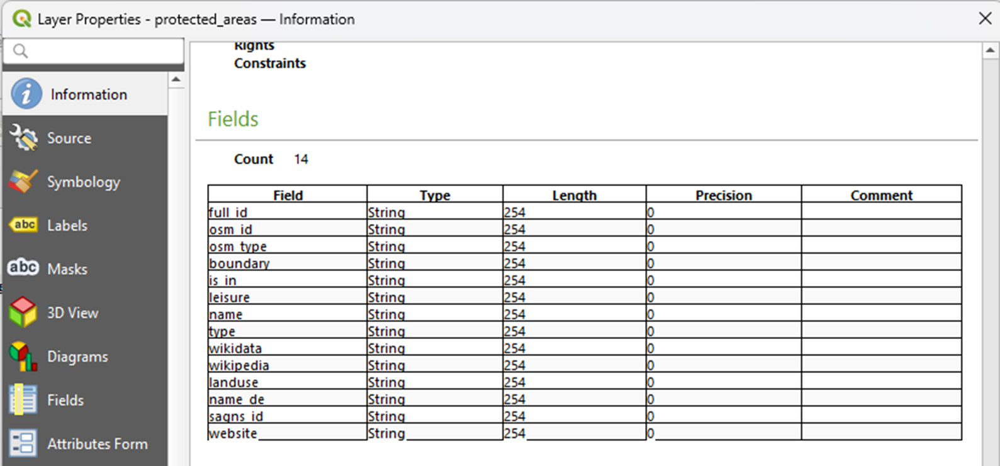 Layer Properties - protected_areas — Information
Information
Source
Symbology
abc Labels
abc Masks
3D View
Diagrams
Fields
Attributes Form
Rights
Constraints
Fields
Count 14
Field Type Length Precision Comment
full_id String 254 0
osm_id String 254 0
osm_type String 254 0
boundary String 254 0
is_in String 254 0
leisure String 254 0
name String 254 0
type String 254 0
wikidata String 254 0
wikipedia String 254 0
landuse String 254 0
name_de String 254 0
sagns_id String 254 0
website String 254 0